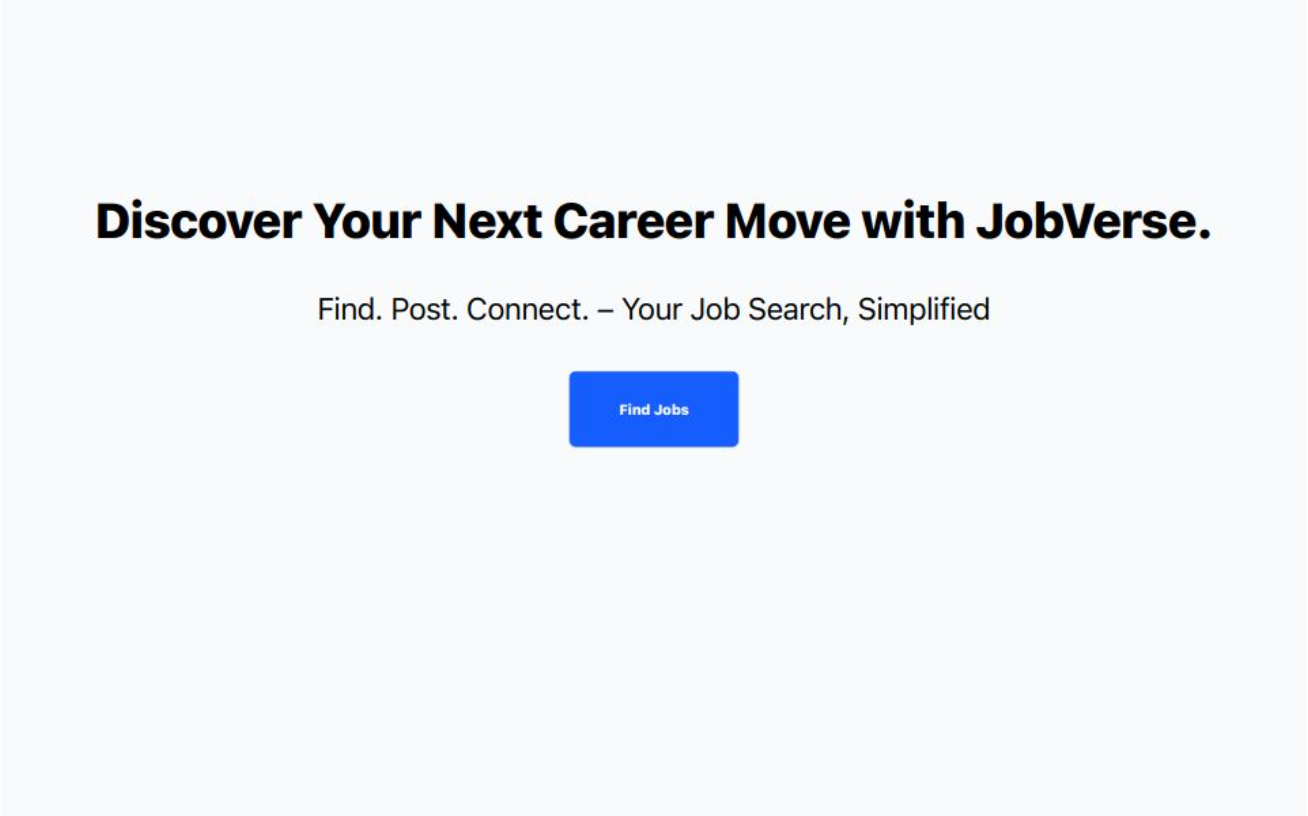 Discover Your Next Career Move with JobVerse.
Find. Post. Connect. – Your Job Search, Simplified
Find Jobs